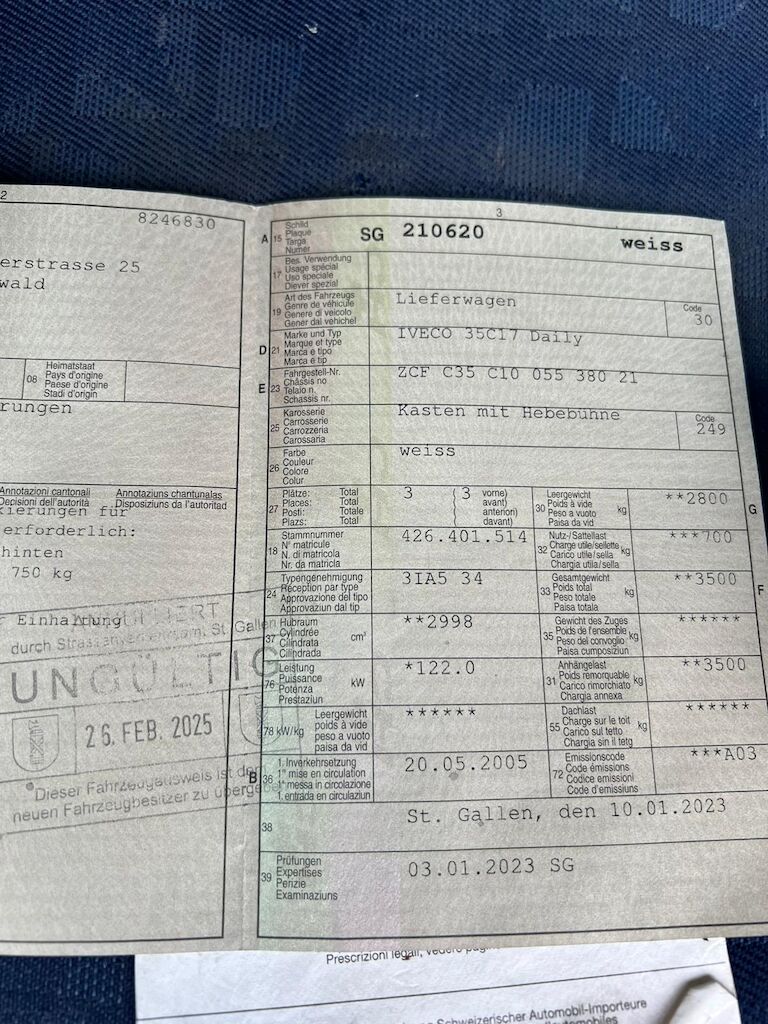 2
8246830
erstrasse 25
wald
08 Heimatstaat
Pays d'origine
Paese d'origine
Stadi d'origin
rungen
Annotazioni cantonali Annotaziuns chantunalas
Decisioni dell'autorità Disposiziuns da l'autoritad
kierungen für
erforderlich:
hinten
750 kg
Einhaltung
ANNULLIERT
durch Strassenverkehrsamt St. Gallen
UNGÜLTIG
26. FEB. 2025
Dieser Fahrzeugausweis ist dem
neuen Fahrzeugbesitzer zu übergeben
3
A 15 Schild
Plaque
Targa
Numer
SG 210620 weiss
17 Bes. Verwendung
Usage spécial
Uso speciale
Diever spezial
19 Art des Fahrzeugs
Genre de véhicule
Genere di veicolo
Gener dal vehichel
Lieferwagen
Code
30
D 21 Marke und Typ
Marque et type
Marca e tipo
Marca e tip
IVECO 35C17 Daily
E 23 Fahrgestell-Nr.
Châssis no
Telaio n.
Schassis nr.
ZCF C35 C10 055 380 21
25 Karosserie
Carrosserie
Carrozzeria
Carossaria
Kasten mit Hebebühne
Code
249
26 Farbe
Couleur
Colore
Colur
weiss
27 Plätze: Total
Places: Total
Posti: Totale
Plazs: Total
3 (3 vorne)
avant)
anteriori)
davant)
30 Leergewicht
Poids à vide
Peso a vuoto
Paisa da vid
kg
**2800
G
18 Stammnummer
N° matricule
N. di matricola
Nr. da matricla
426.401.514
32 Nutz-/Sattellast
Charge utile/sellette
Carico utile/sella
Chargia utila/sella
kg
***700
24 Typengenehmigung
Réception par type
Approvazione del tipo
Approvaziun dal tip
3IA5 34
33 Gesamtgewicht
Poids total
Peso totale
Paisa totala
kg
**3500
F
37 Hubraum
Cylindrée
Cilindrata
Cilindrada
cm³
**2998
35 Gewicht des Zuges
Poids de l'ensemble
Peso del convoglio
Paisa cumposiziun
kg
******
76 Leistung
Puissance
Potenza
Prestaziun
kW
*122.0
31 Anhängelast
Poids remorquable
Carico rimorchiato
Chargia annexa
kg
**3500
78 kW/kg Leergewicht
poids à vide
peso a vuoto
paisa da vid
******
55 Dachlast
Charge sur le toit
Carico sul tetto
Chargia sin il tetg
kg
******
B 36 1. Inverkehrsetzung
1re mise en circulation
1a messa in circolazione
1. entrada en circulaziun
20.05.2005
72 Emissionscode
Code émissions
Codice emissioni
Code d'emissiuns
***A03
38
St. Gallen, den 10.01.2023
39 Prüfungen
Expertises
Perizie
Examinaziuns
03.01.2023 SG
Prescrizioni legali, vedere
Schweizerischer Automobil-Importeure